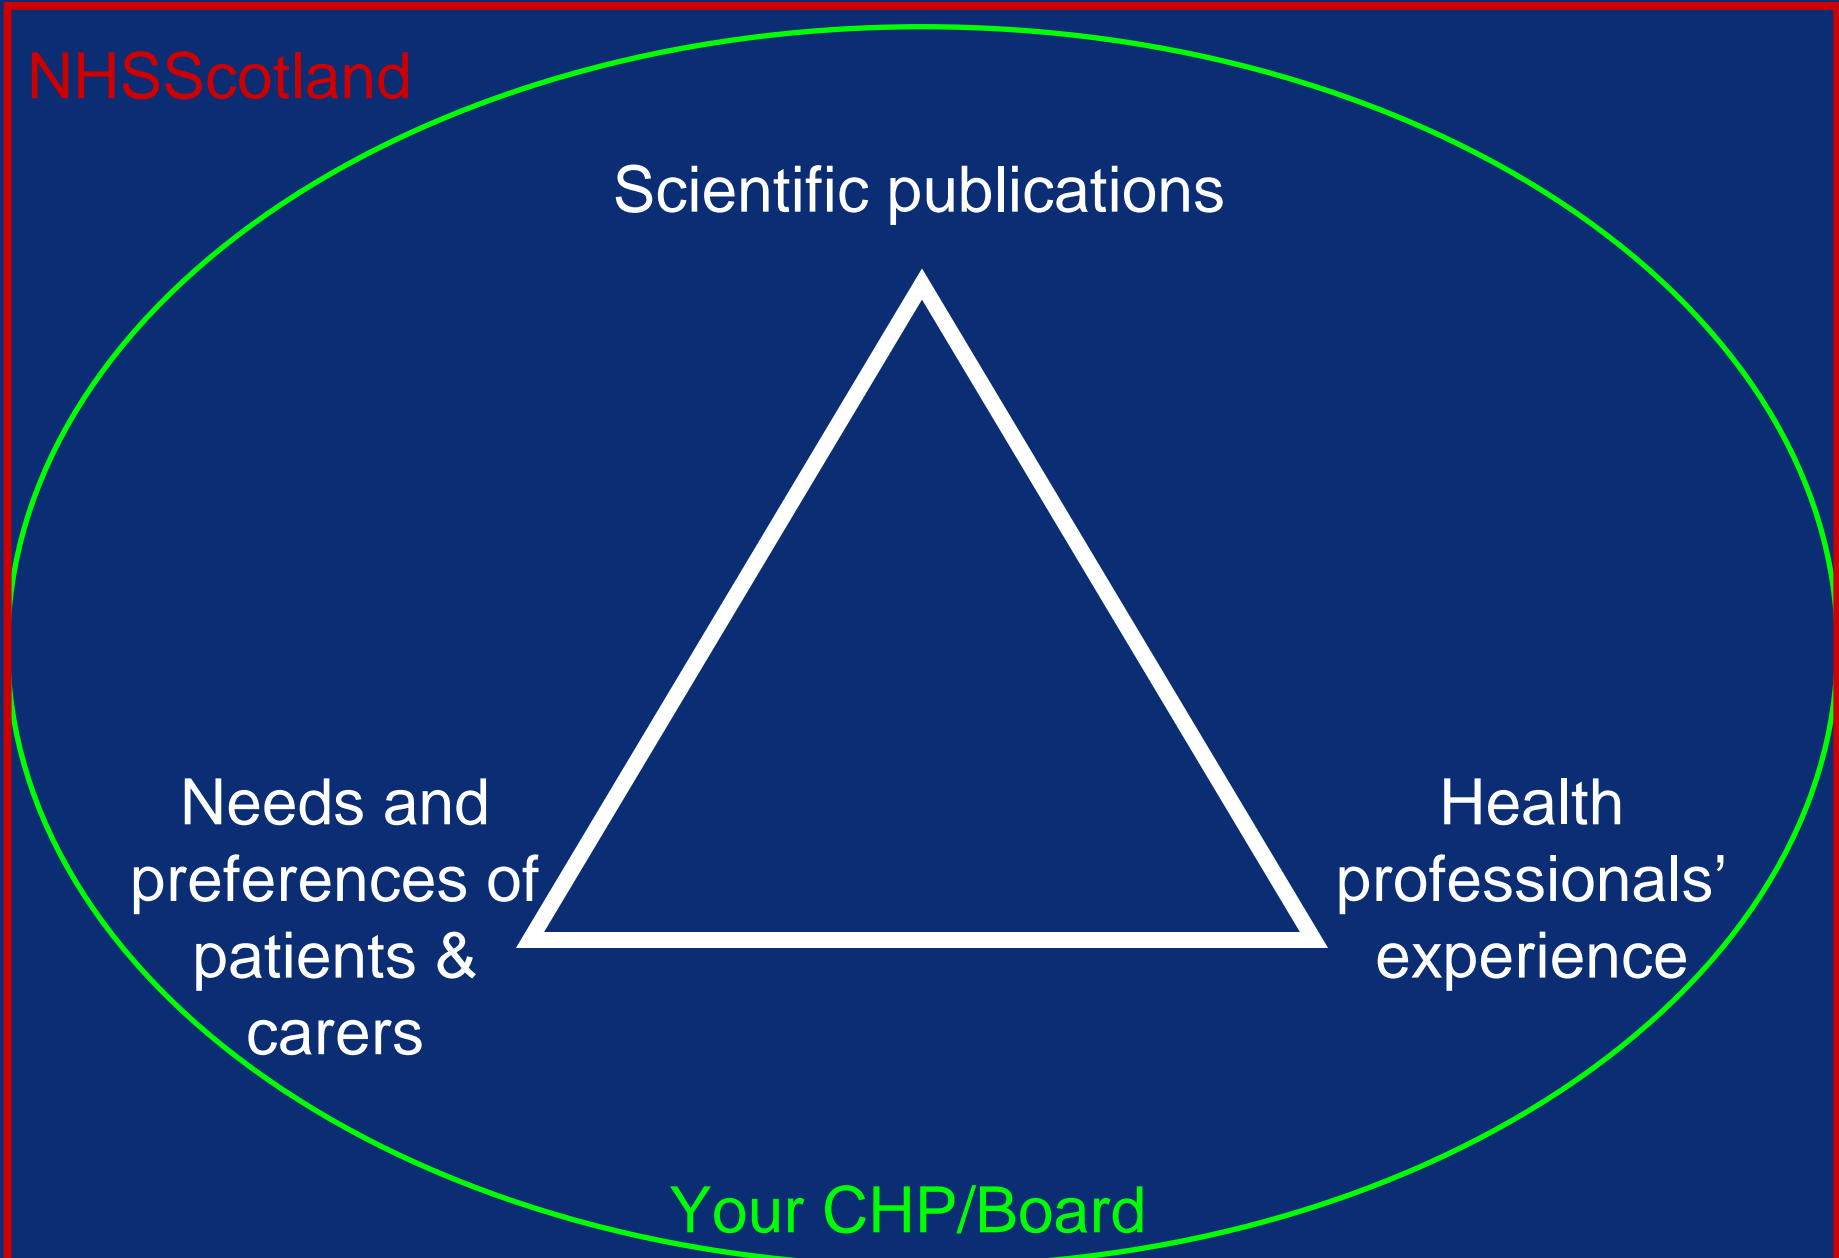 NHSScotland
Scientific publications
Needs and
preferences of
patients &
carers
Health
professionals’
experience
Your CHP/Board